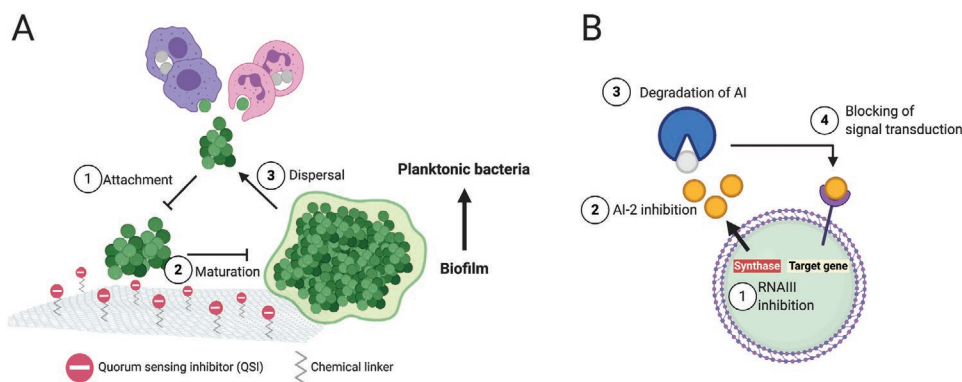 A
1 Attachment
3 Dispersal
2 Maturation
Planktonic bacteria
Biofilm
Quorum sensing inhibitor (QSI)
Chemical linker
B
3 Degradation of AI
4 Blocking of
signal transduction
2 AI-2 inhibition
Synthase Target gene
1 RNAIII
inhibition